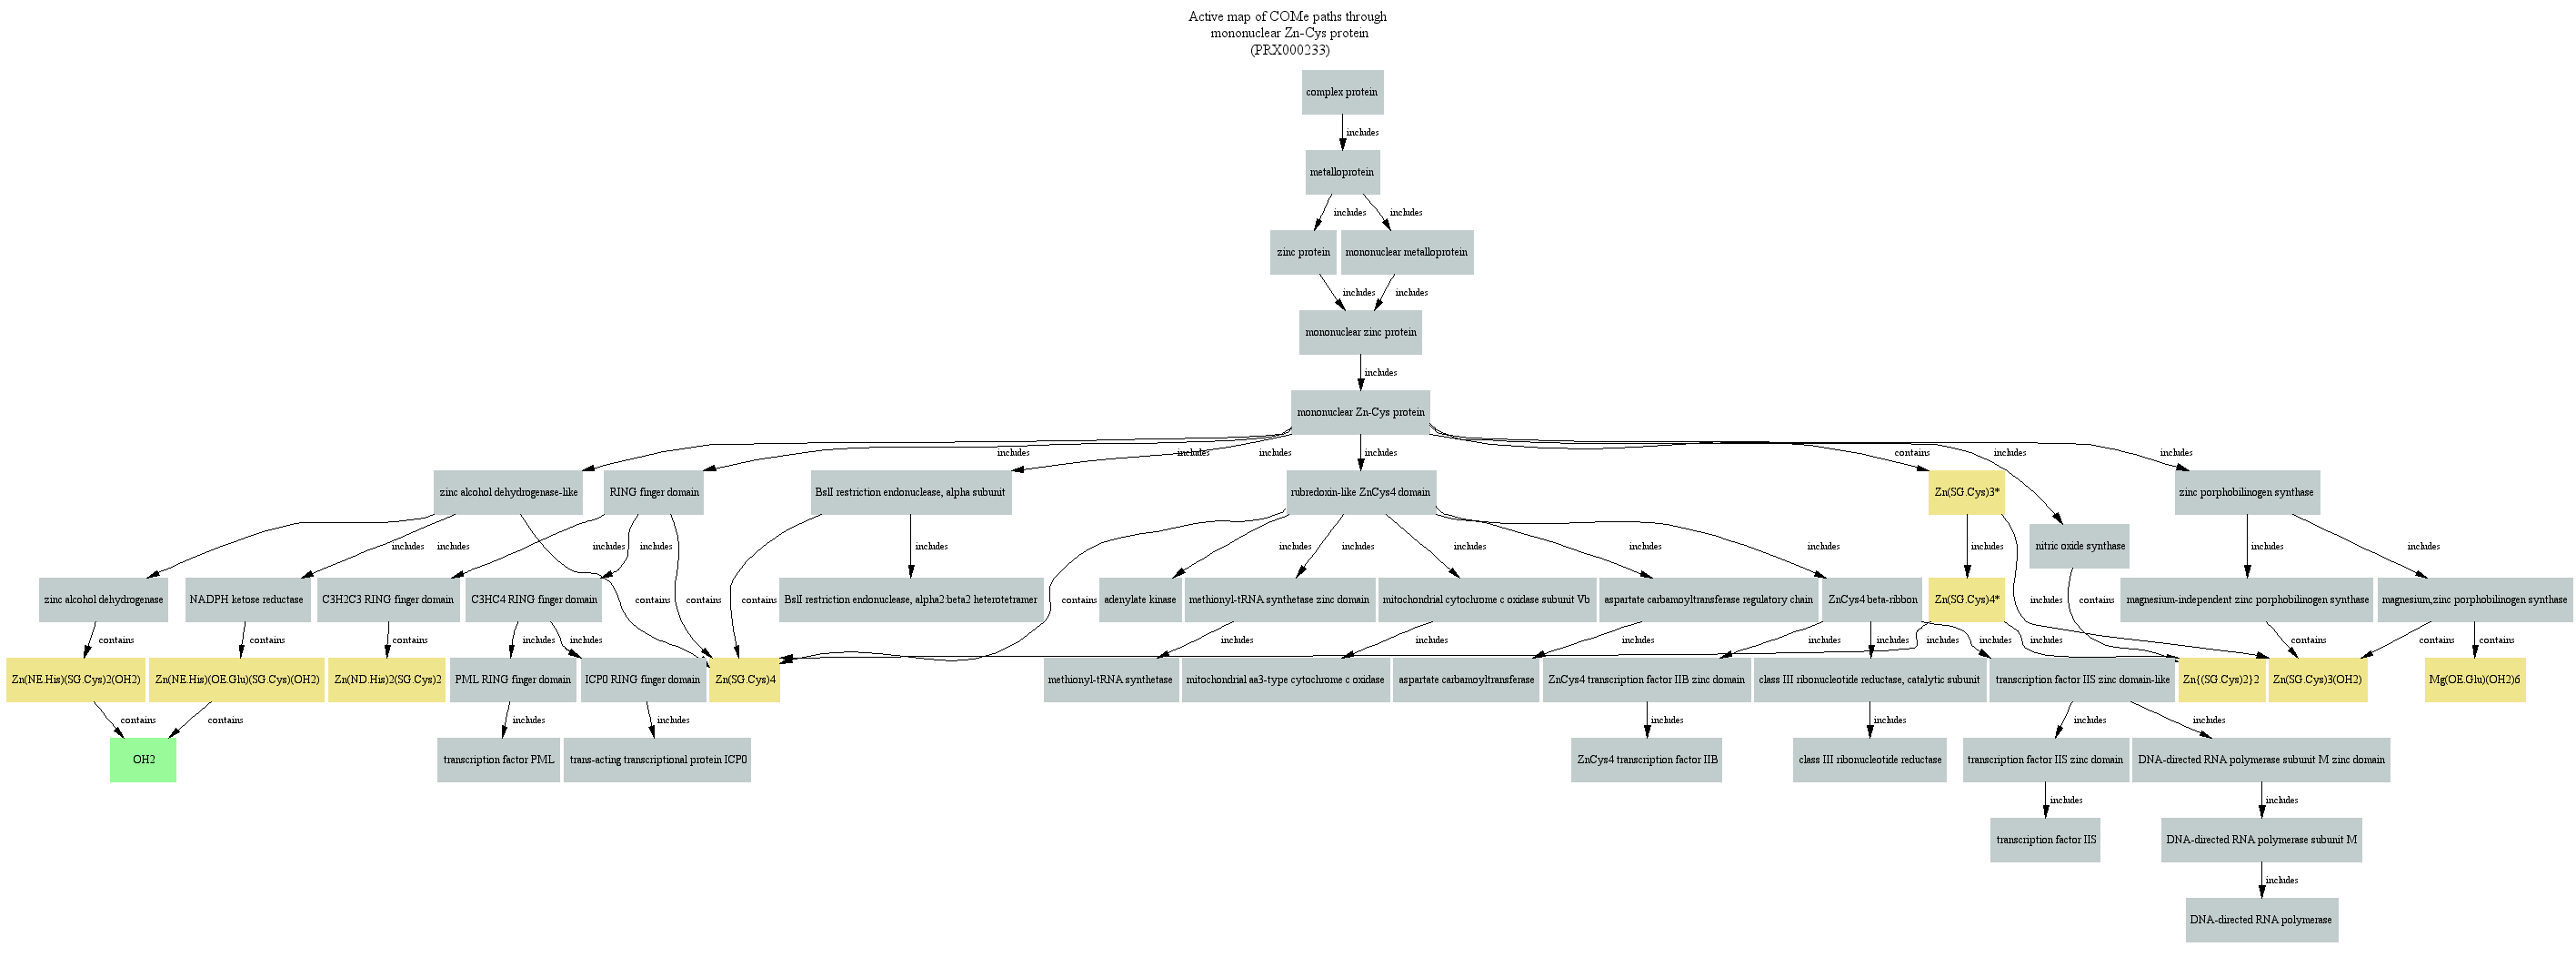 Active map of COMe paths through
mononuclear Zn-Cys protein
(PRX000233)
complex protein
includes
metalloprotein
includes
includes
zinc protein
mononuclear metalloprotein
includes
includes
mononuclear zinc protein
includes
mononuclear Zn-Cys protein
includes
includes
includes
includes
contains
includes
includes
zinc alcohol dehydrogenase-like
RING finger domain
BslI restriction endonuclease, alpha subunit
rubredoxin-like ZnCys4 domain
Zn(SG.Cys)3*
zinc porphobilinogen synthase
includes
includes
includes
includes
includes
includes
includes
includes
includes
includes
includes
nitric oxide synthase
includes
includes
zinc alcohol dehydrogenase
NADPH ketose reductase
C3H2C3 RING finger domain
C3HC4 RING finger domain
contains
contains
contains
BslI restriction endonuclease, alpha2:beta2 heterotetramer
contains
adenylate kinase
methionyl-tRNA synthetase zinc domain
mitochondrial cytochrome c oxidase subunit Vb
aspartate carbamoyltransferase regulatory chain
ZnCys4 beta-ribbon
Zn(SG.Cys)4*
includes
contains
magnesium-independent zinc porphobilinogen synthase
magnesium,zinc porphobilinogen synthase
contains
contains
contains
includes
includes
includes
includes
includes
includes
includes
includes
includes
includes
contains
contains
contains
Zn(NE.His)(SG.Cys)2(OH2)
Zn(NE.His)(OE.Glu)(SG.Cys)(OH2)
Zn(ND.His)2(SG.Cys)2
PML RING finger domain
ICP0 RING finger domain
Zn(SG.Cys)4
methionyl-tRNA synthetase
mitochondrial aa3-type cytochrome c oxidase
aspartate carbamoyltransferase
ZnCys4 transcription factor IIB zinc domain
class III ribonucleotide reductase, catalytic subunit
transcription factor IIS zinc domain-like
Zn{(SG.Cys)2}2
Zn(SG.Cys)3(OH2)
Mg(OE.Glu)(OH2)6
contains
contains
includes
includes
includes
includes
includes
includes
OH2
transcription factor PML
trans-acting transcriptional protein ICP0
ZnCys4 transcription factor IIB
class III ribonucleotide reductase
transcription factor IIS zinc domain
DNA-directed RNA polymerase subunit M zinc domain
includes
includes
transcription factor IIS
DNA-directed RNA polymerase subunit M
includes
DNA-directed RNA polymerase